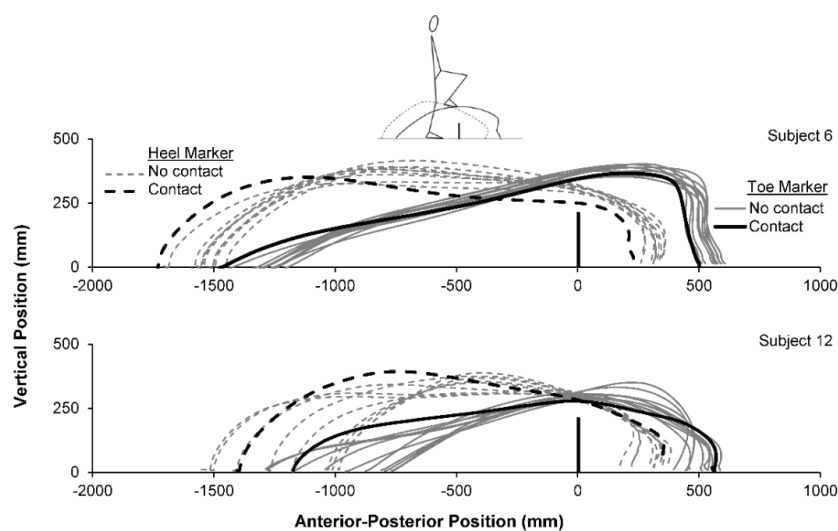 500
Subject 6
Heel Marker
No contact
Contact
Toe Marker
No contact
Contact
250
0
-2000 -1500 -1000 -500 0 500 1000
Vertical Position (mm)
500
Subject 12
250
0
-2000 -1500 -1000 -500 0 500 1000
Anterior-Posterior Position (mm)